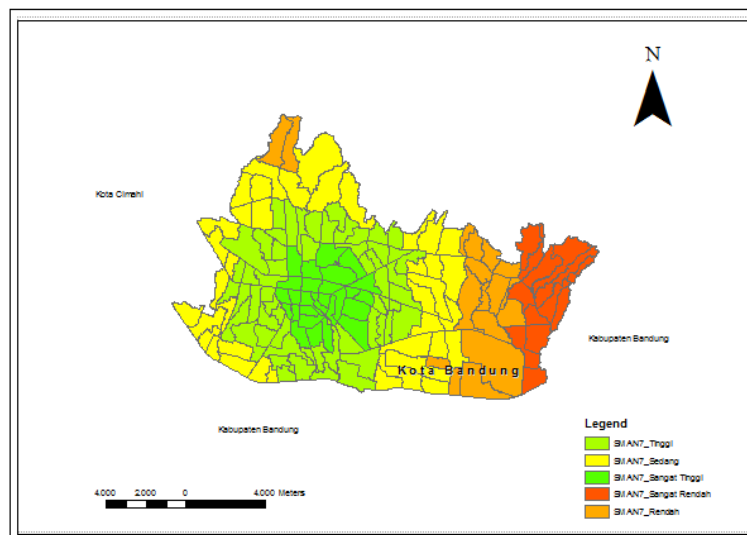 N
Kota Cimahi
Kabupaten Bandung
Kota Bandung
Kabupaten Bandung
Legend
SMAN7_Tinggi
SMAN7_Sedang
SMAN7_Sangat Tinggi
SMAN7_Sangat Rendah
SMAN7_Rendah
4.000 2.000 0 4.000 Meters